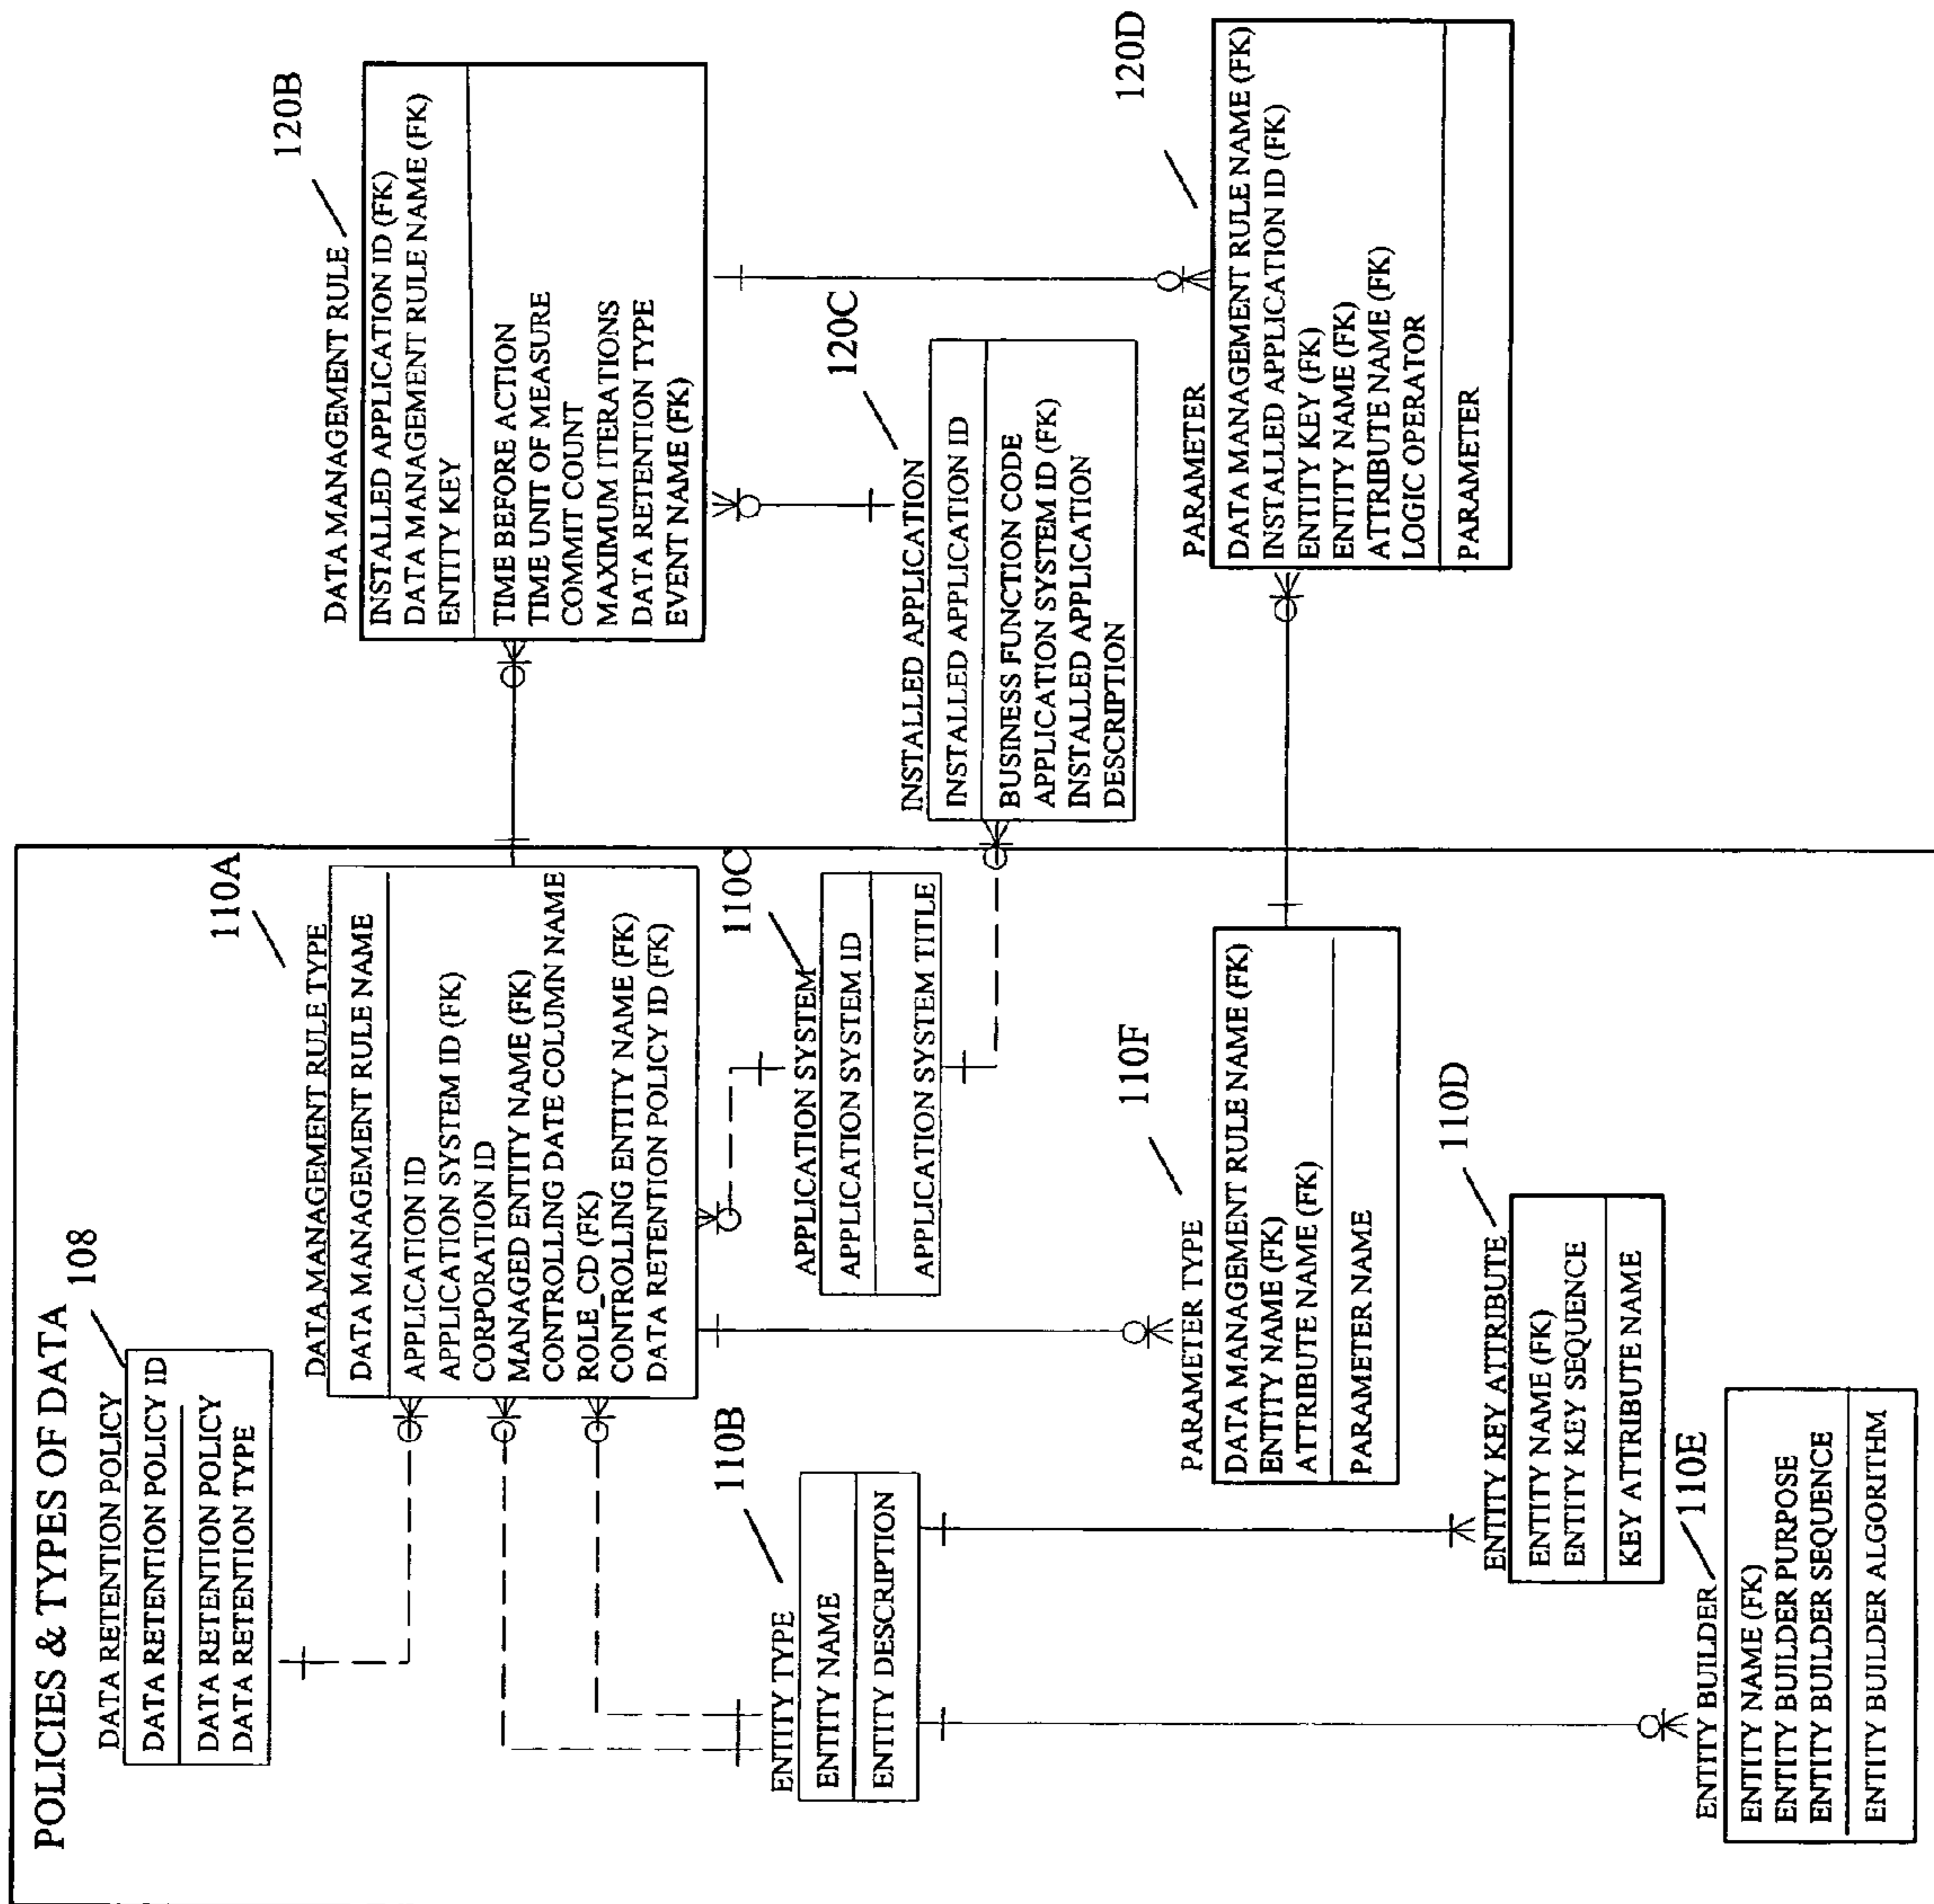 POLICIES & TYPES OF DATA
DATA RETENTION POLICY
108
DATA RETENTION POLICY ID
DATA RETENTION POLICY
DATA RETENTION TYPE
DATA MANAGEMENT RULE TYPE
110A
DATA MANAGEMENT RULE NAME
APPLICATION ID
APPLICATION SYSTEM ID (FK)
CORPORATION ID
MANAGED ENTITY NAME (FK)
CONTROLLING DATE COLUMN NAME
ROLE_CD (FK)
CONTROLLING ENTITY NAME (FK)
DATA RETENTION POLICY ID (FK)
DATA MANAGEMENT RULE
120B
INSTALLED APPLICATION ID (FK)
DATA MANAGEMENT RULE NAME (FK)
ENTITY KEY
TIME BEFORE ACTION
TIME UNIT OF MEASURE
COMMIT COUNT
MAXIMUM ITERATIONS
DATA RETENTION TYPE
EVENT NAME (FK)
ENTITY TYPE
110B
ENTITY NAME
ENTITY DESCRIPTION
APPLICATION SYSTEM
110C
APPLICATION SYSTEM ID
APPLICATION SYSTEM TITLE
INSTALLED APPLICATION
120C
INSTALLED APPLICATION ID
BUSINESS FUNCTION CODE
APPLICATION SYSTEM ID (FK)
INSTALLED APPLICATION
DESCRIPTION
PARAMETER TYPE
110F
DATA MANAGEMENT RULE NAME (FK)
ENTITY NAME (FK)
ATTRIBUTE NAME (FK)
PARAMETER NAME
PARAMETER
120D
DATA MANAGEMENT RULE NAME (FK)
INSTALLED APPLICATION ID (FK)
ENTITY KEY (FK)
ENTITY NAME (FK)
ATTRIBUTE NAME (FK)
LOGIC OPERATOR
PARAMETER
ENTITY KEY ATTRIBUTE
110D
ENTITY NAME (FK)
ENTITY KEY SEQUENCE
KEY ATTRIBUTE NAME
ENTITY BUILDER
110E
ENTITY NAME (FK)
ENTITY BUILDER PURPOSE
ENTITY BUILDER SEQUENCE
ENTITY BUILDER ALGORITHM